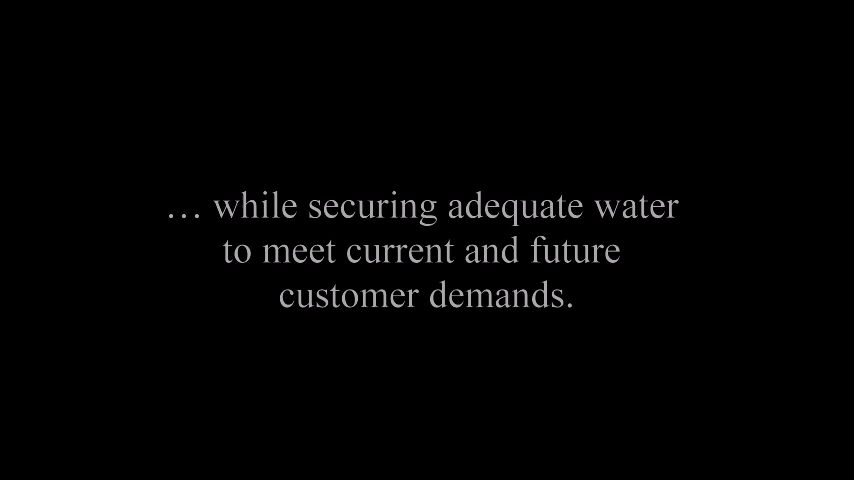 … while securing adequate water
to meet current and future
customer demands.